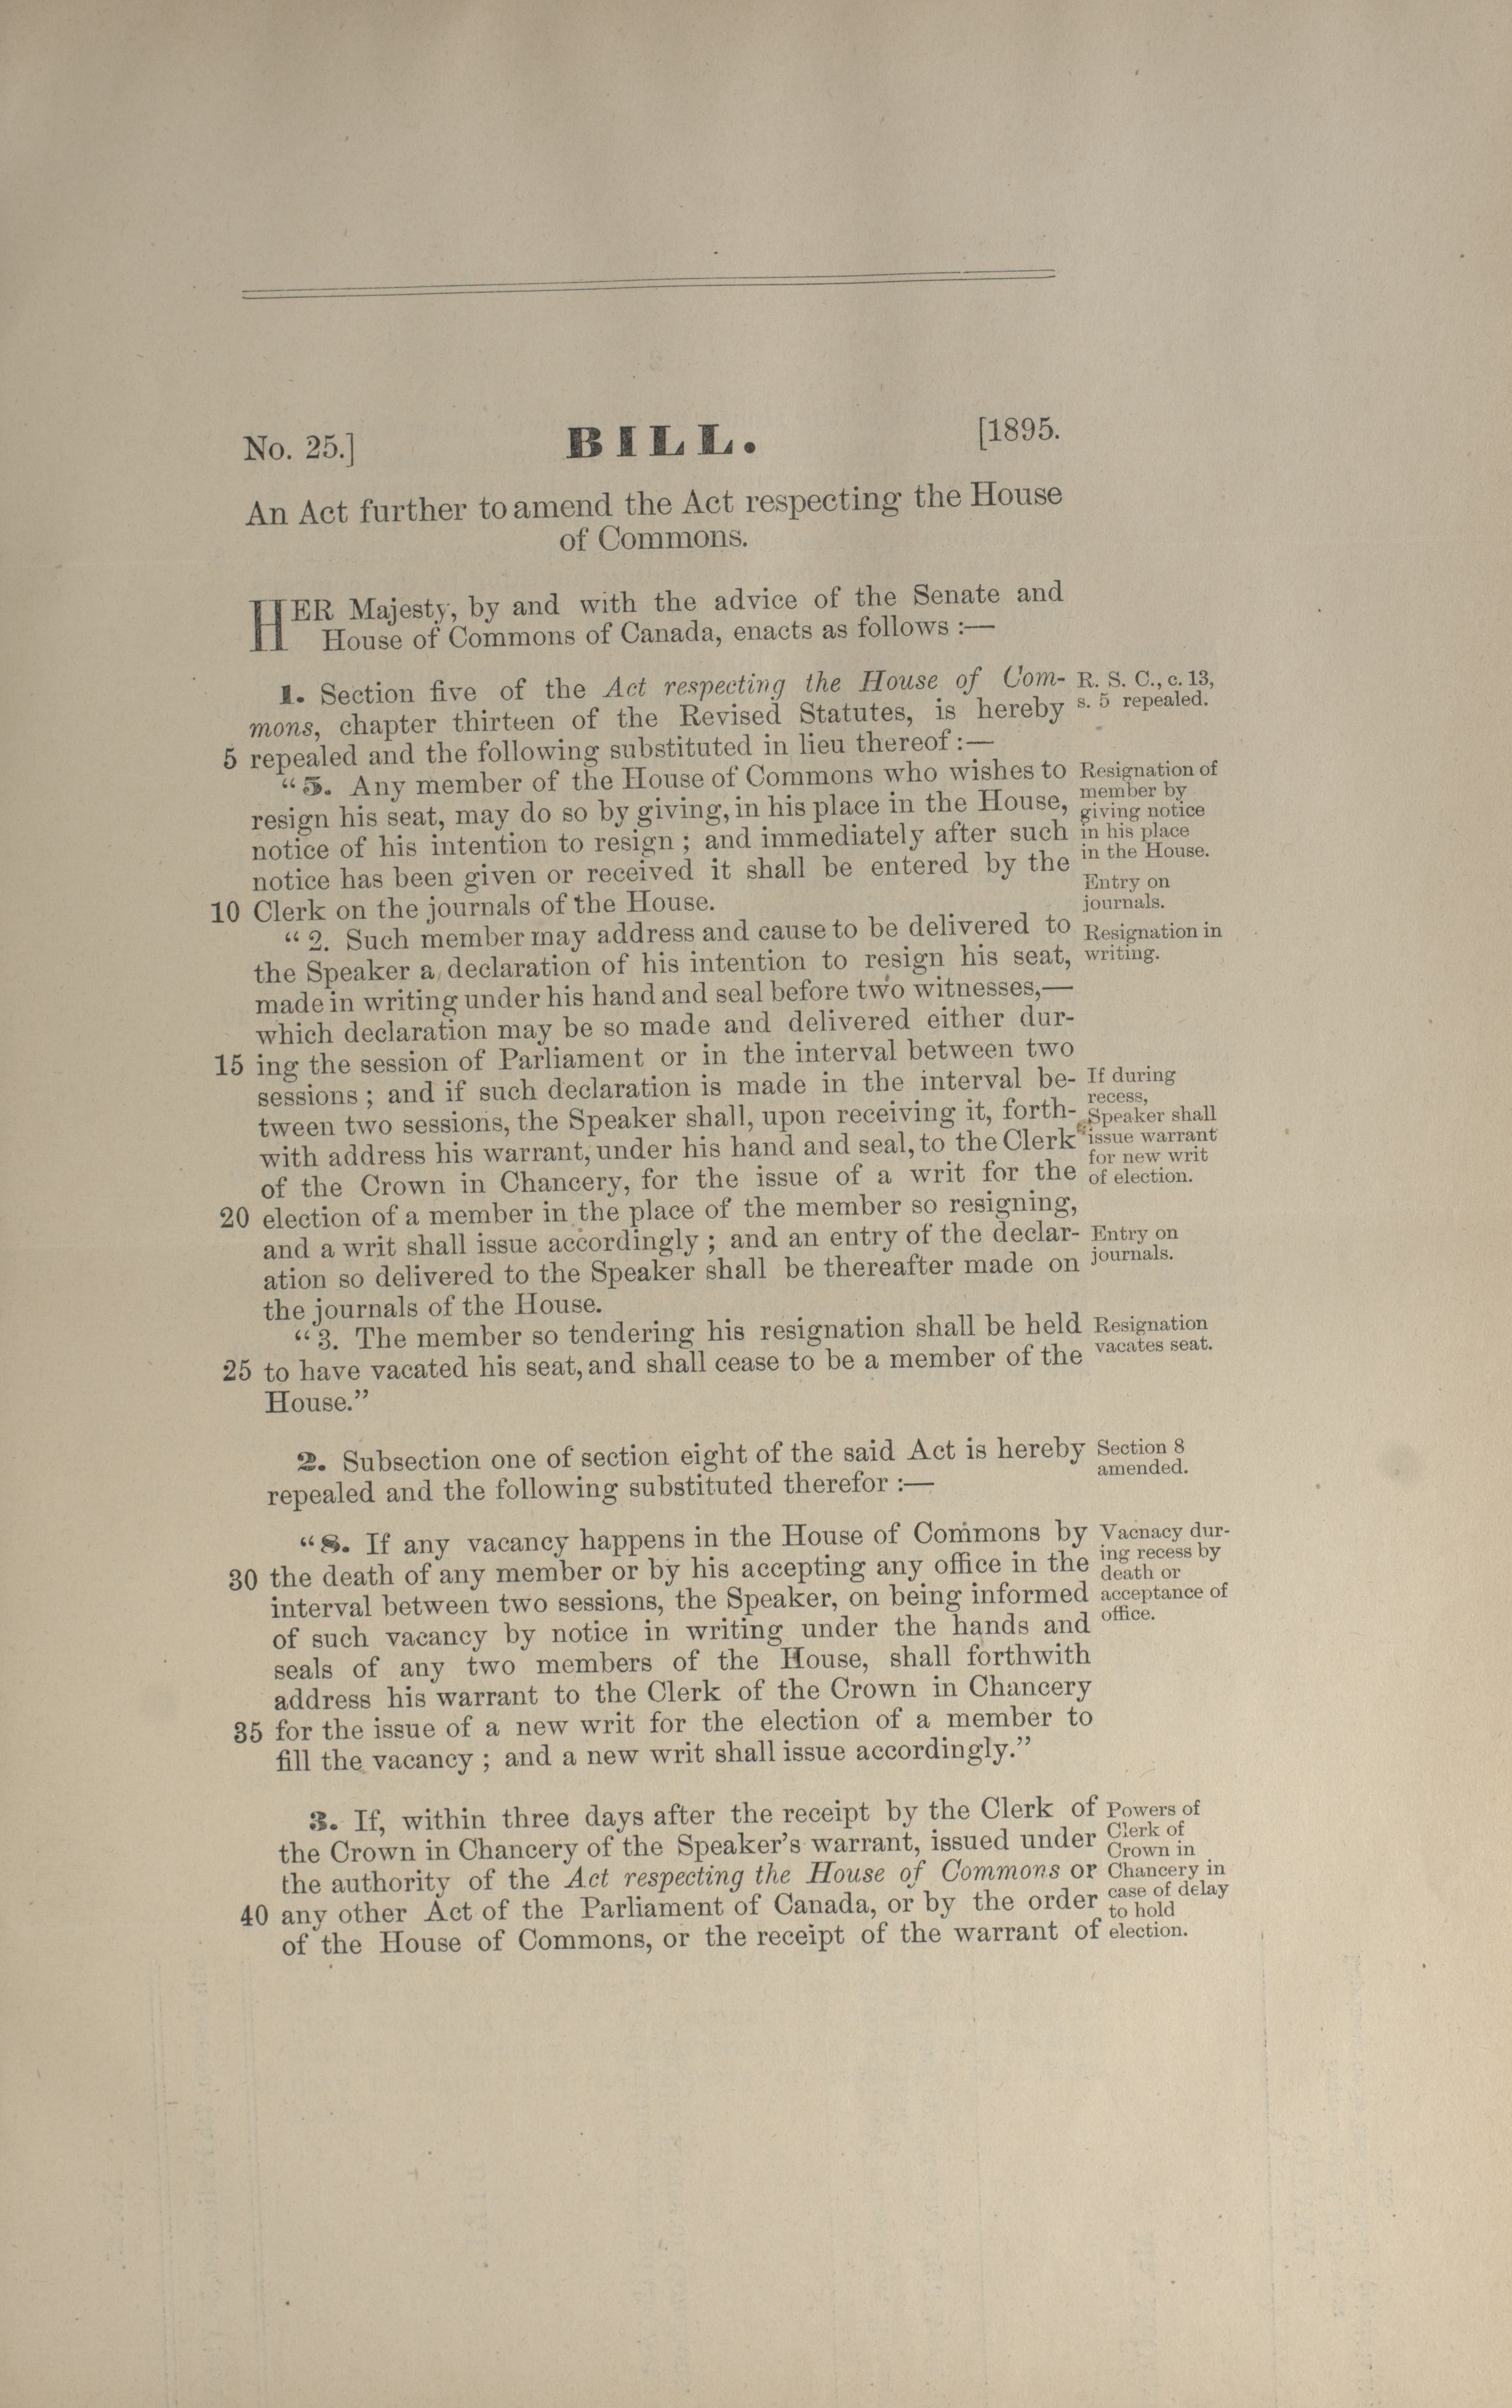 No. 25.] BILL. [1895.
An Act further to amend the Act respecting the House
of Commons.
HER Majesty, by and with the advice of the Senate and
House of Commons of Canada, enacts as follows :—
1. Section five of the Act respecting the House of Com-
mons, chapter thirteen of the Revised Statutes, is hereby
5 repealed and the following substituted in lieu thereof :—
R. S. C., c. 13,
s. 5 repealed.
“5. Any member of the House of Commons who wishes to
resign his seat, may do so by giving, in his place in the House,
notice of his intention to resign ; and immediately after such
notice has been given or received it shall be entered by the
10 Clerk on the journals of the House.
Resignation of
member by
giving notice
in his place
in the House.
Entry on
journals.
“2. Such member may address and cause to be delivered to
the Speaker a declaration of his intention to resign his seat,
made in writing under his hand and seal before two witnesses,—
which declaration may be so made and delivered either dur-
15 ing the session of Parliament or in the interval between two
sessions ; and if such declaration is made in the interval be-
tween two sessions, the Speaker shall, upon receiving it, forth-
with address his warrant, under his hand and seal, to the Clerk
of the Crown in Chancery, for the issue of a writ for the
20 election of a member in the place of the member so resigning,
and a writ shall issue accordingly ; and an entry of the declar-
ation so delivered to the Speaker shall be thereafter made on
the journals of the House.
Resignation in
writing.
If during
recess,
Speaker shall
issue warrant
for new writ
of election.
Entry on
journals.
“3. The member so tendering his resignation shall be held
25 to have vacated his seat, and shall cease to be a member of the
House.”
Resignation
vacates seat.
2. Subsection one of section eight of the said Act is hereby
repealed and the following substituted therefor :—
Section 8
amended.
“8. If any vacancy happens in the House of Commons by
30 the death of any member or by his accepting any office in the
interval between two sessions, the Speaker, on being informed
of such vacancy by notice in writing under the hands and
seals of any two members of the House, shall forthwith
address his warrant to the Clerk of the Crown in Chancery
35 for the issue of a new writ for the election of a member to
fill the vacancy ; and a new writ shall issue accordingly.”
Vacnacy dur-
ing recess by
death or
acceptance of
office.
3. If, within three days after the receipt by the Clerk of
the Crown in Chancery of the Speaker’s warrant, issued under
the authority of the Act respecting the House of Commons or
40 any other Act of the Parliament of Canada, or by the order
of the House of Commons, or the receipt of the warrant of
Powers of
Clerk of
Crown in
Chancery in
case of delay
to hold
election.